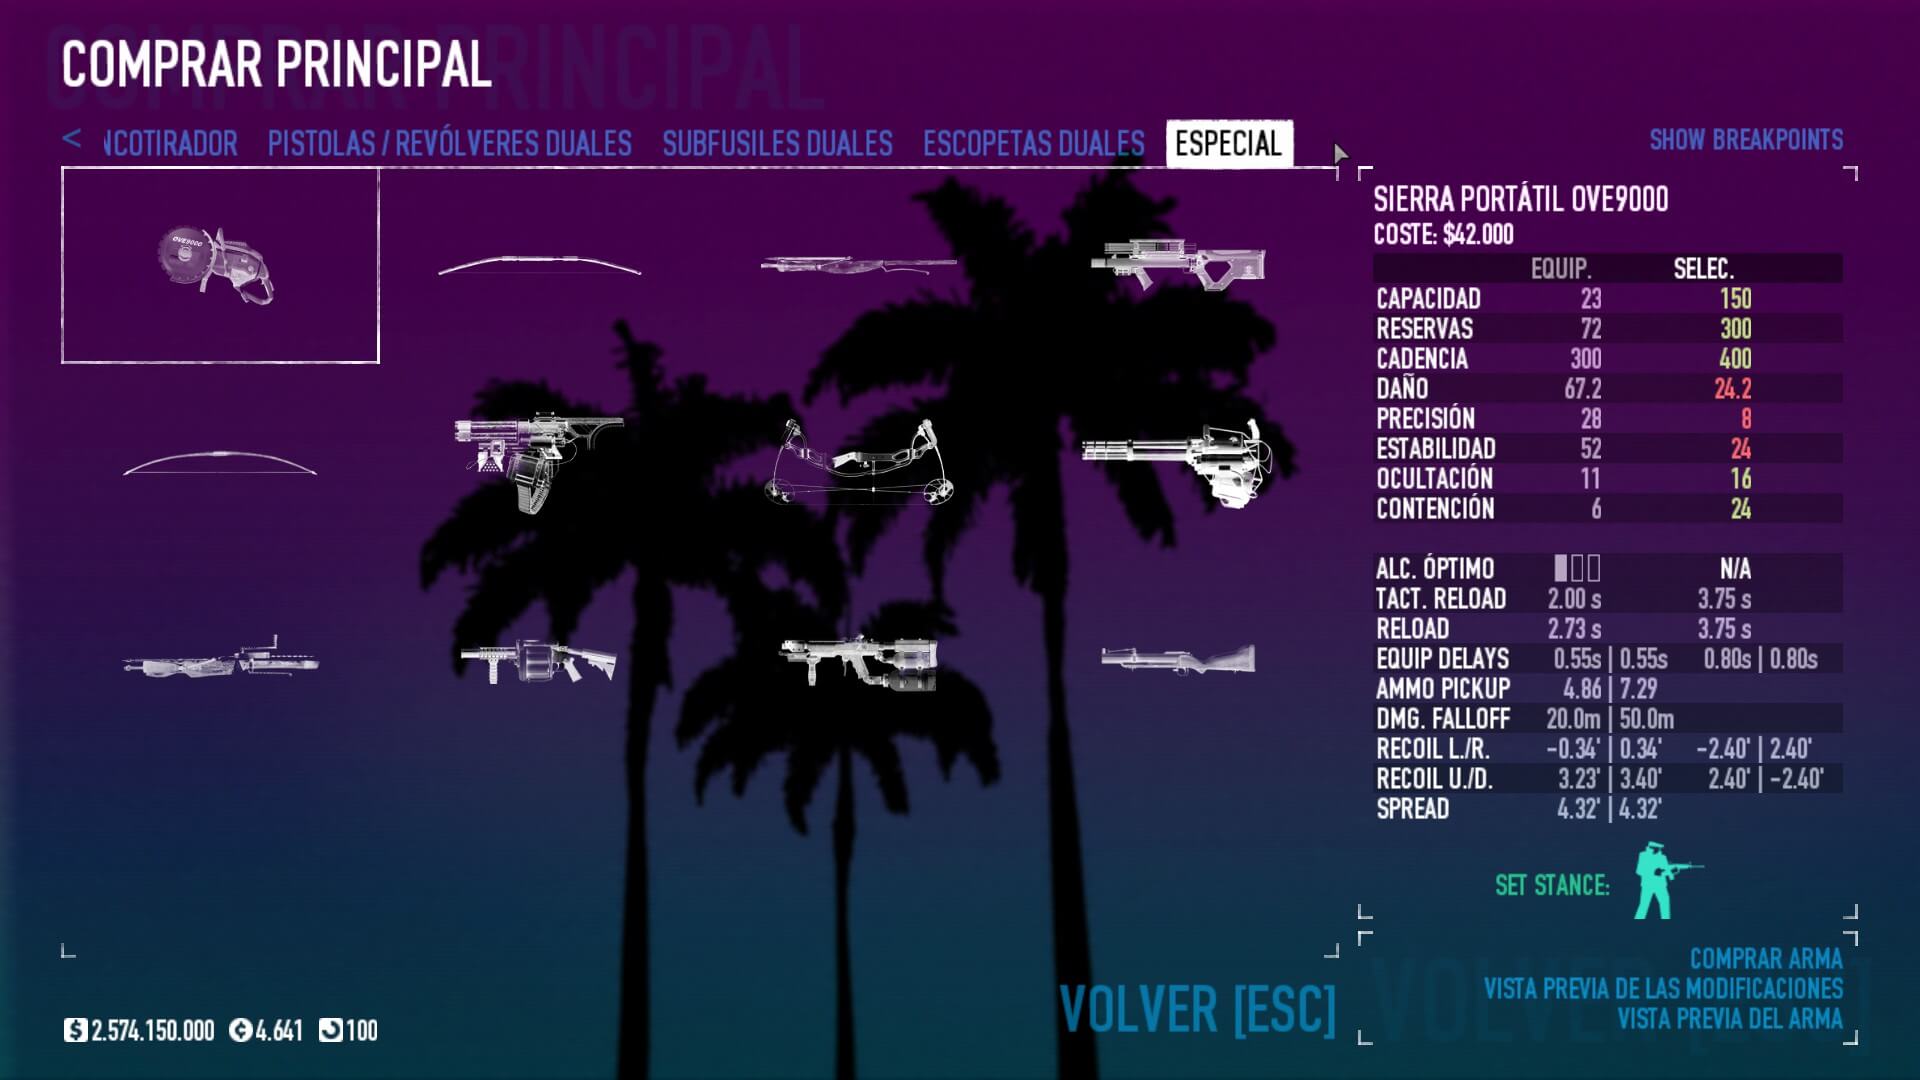 COMPRAR PRINCIPAL
< NCOTIRADOR PISTOLAS / REVÓLVERES DUALES SUBFUSILES DUALES ESCOPETAS DUALES ESPECIAL
SHOW BREAKPOINTS
OVE9000
SIERRA PORTÁTIL OVE9000
COSTE: $42.000
EQUIP. SELEC.
CAPACIDAD 23 150
RESERVAS 72 300
CADENCIA 300 400
DAÑO 67.2 24.2
PRECISIÓN 28 8
ESTABILIDAD 52 24
OCULTACIÓN 11 16
CONTENCIÓN 6 24
ALC. ÓPTIMO N/A
TACT. RELOAD 2.00 s 3.75 s
RELOAD 2.73 s 3.75 s
EQUIP DELAYS 0.55s | 0.55s 0.80s | 0.80s
AMMO PICKUP 4.86 | 7.29
DMG. FALLOFF 20.0m | 50.0m
RECOIL L./R. -0.34' | 0.34' -2.40' | 2.40'
RECOIL U./D. 3.23' | 3.40' 2.40' | -2.40'
SPREAD 4.32' | 4.32'
SET STANCE:
COMPRAR ARMA
VISTA PREVIA DE LAS MODIFICACIONES
VISTA PREVIA DEL ARMA
VOLVER [ESC]
$ 2.574.150.000 4.641 100